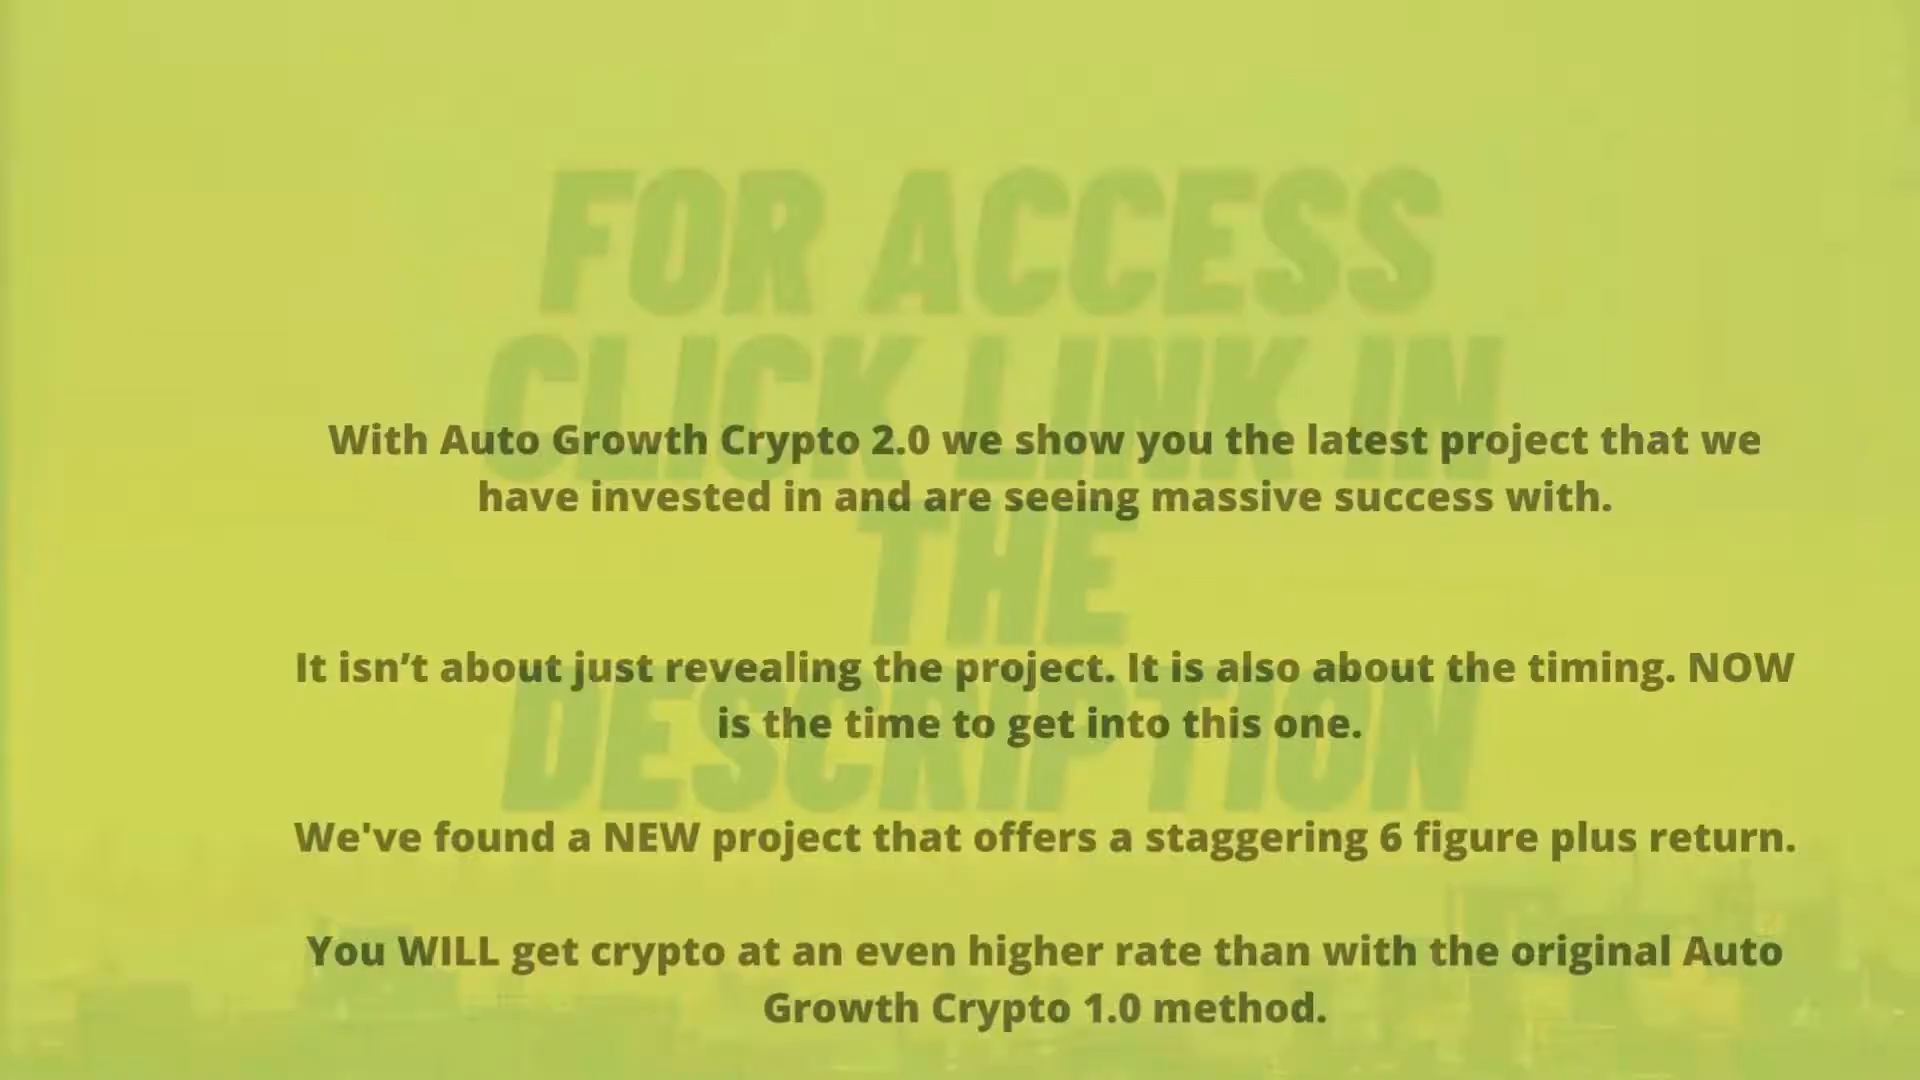 FOR ACCESS
CLICK LINK IN
THE
DESCRIPTION
With Auto Growth Crypto 2.0 we show you the latest project that we
have invested in and are seeing massive success with.
It isn’t about just revealing the project. It is also about the timing. NOW
is the time to get into this one.
We've found a NEW project that offers a staggering 6 figure plus return.
You WILL get crypto at an even higher rate than with the original Auto
Growth Crypto 1.0 method.